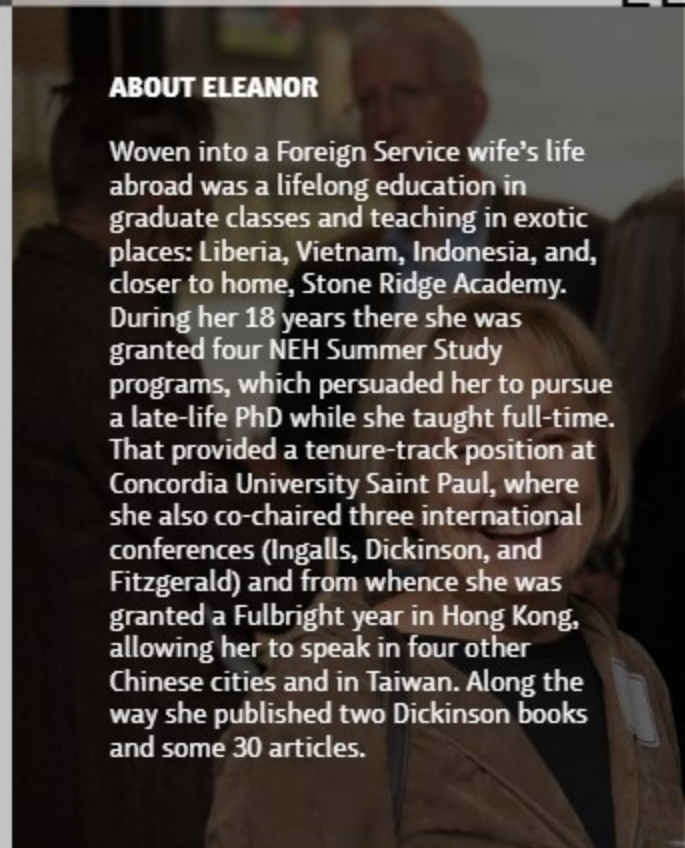 ABOUT ELEANOR
Woven into a Foreign Service wife's life
abroad was a lifelong education in
graduate classes and teaching in exotic
places: Liberia, Vietnam, Indonesia, and,
closer to home, Stone Ridge Academy.
During her 18 years there she was
granted four NEH Summer Study
programs, which persuaded her to pursue
a late-life PhD while she taught full-time.
That provided a tenure-track position at
Concordia University Saint Paul, where
she also co-chaired three international
conferences (Ingalls, Dickinson, and
Fitzgerald) and from whence she was
granted a Fulbright year in Hong Kong,
allowing her to speak in four other
Chinese cities and in Taiwan. Along the
way she published two Dickinson books
and some 30 articles.